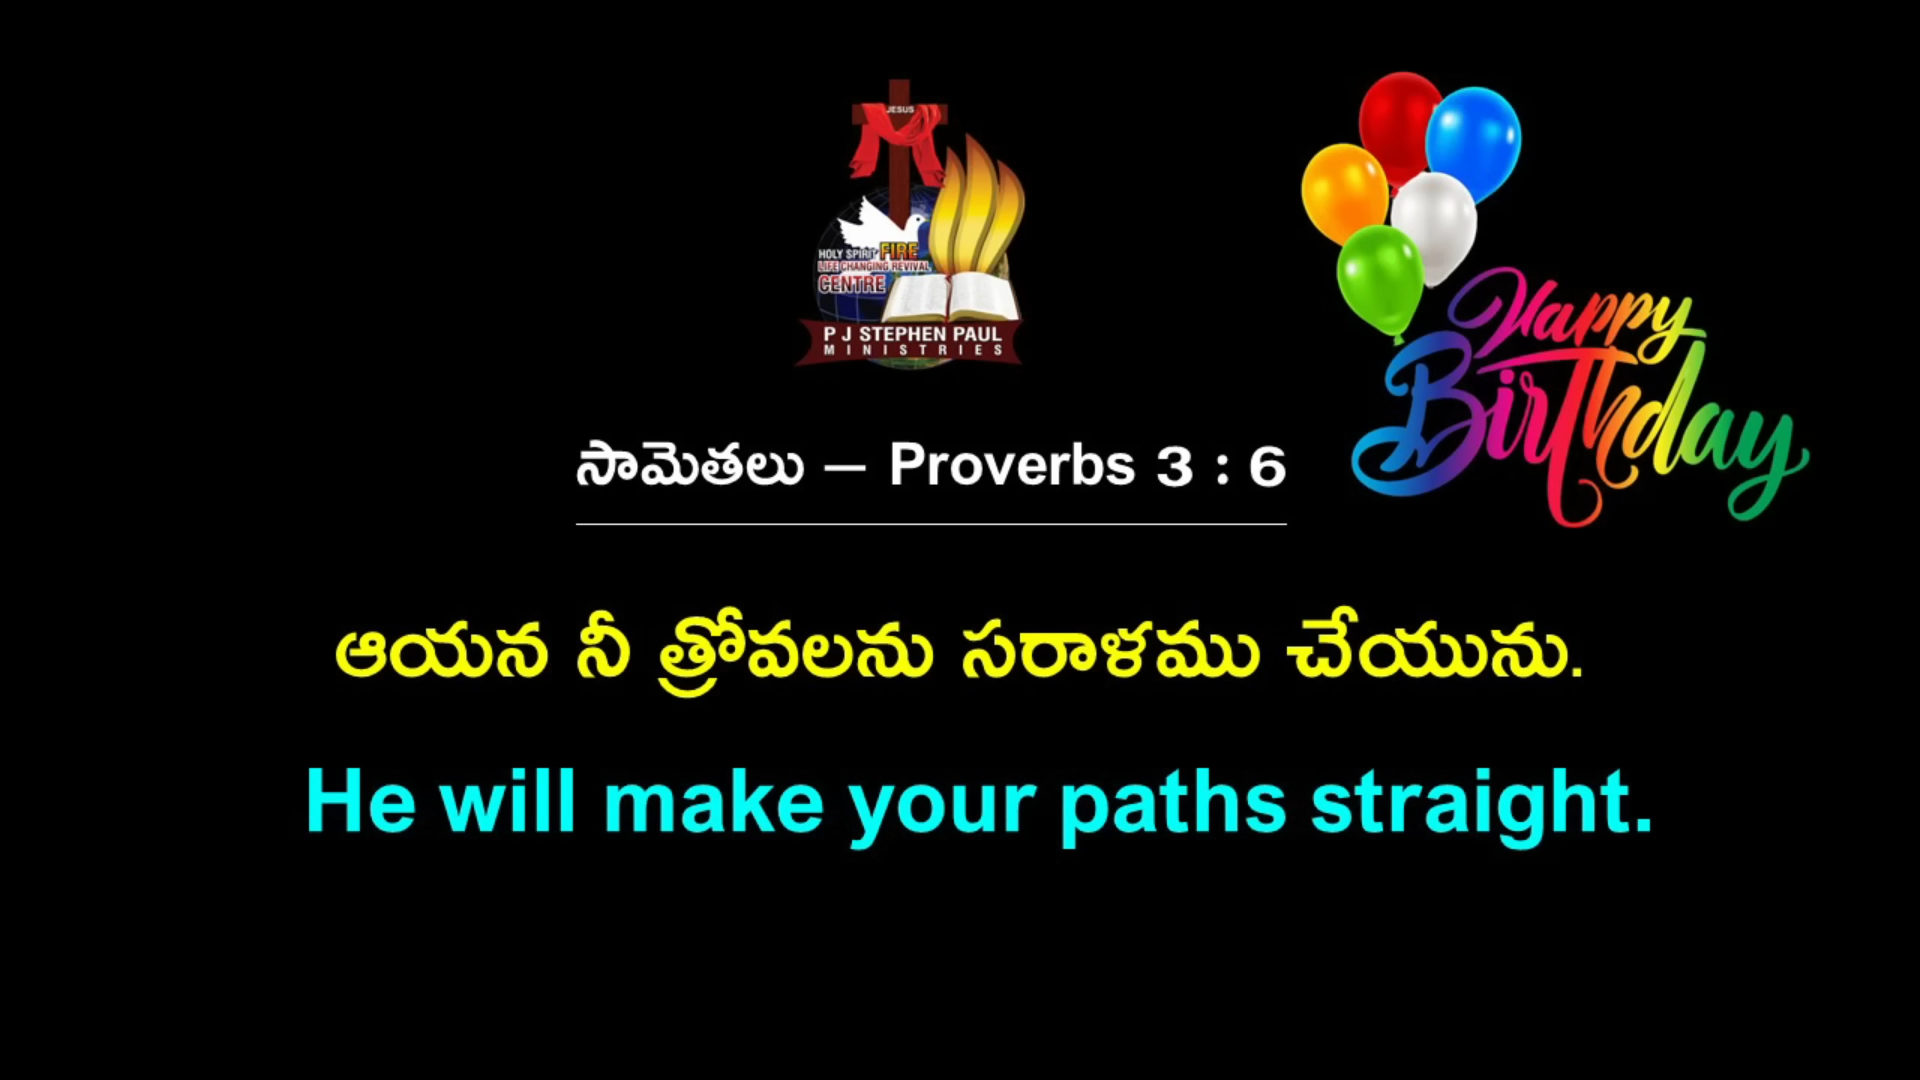 JESUS
HOLY SPIRIT FIRE
LIFE CHANGING REVIVAL
CENTRE
P J STEPHEN PAUL
MINISTRIES
Happy
Birthday
సామెతలు – Proverbs 3 : 6
ఆయన నీ త్రోవలను సరాళము చేయును.
He will make your paths straight.